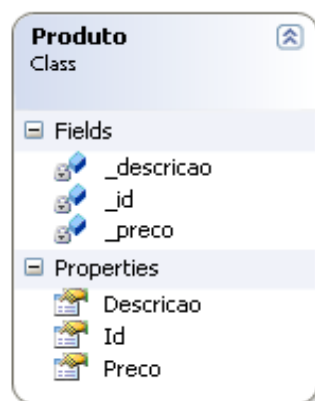 Produto
Class
Fields
_descricao
_id
_preco
Properties
Descricao
Id
Preco